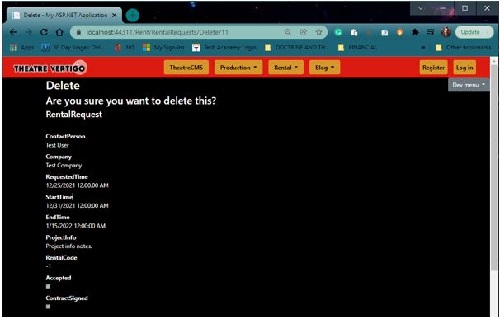 Delete - My ASP.NET Application
localhost:44311/Rent/RentalRequests/Delete/11
Update
Apps
Other bookmarks
THEATRE VERTIGO
TheatreCMS
Production
Rental
Blog
Register
Log in
Dev menu
Delete
Are you sure you want to delete this?
RentalRequest
ContactPerson
Test User
Company
Test Company
RequestedTime
12/25/2021 12:00:00 AM
StartTime
12/31/2021 12:00:00 AM
EndTime
1/15/2022 12:00:00 AM
ProjectInfo
Project info notes.
RentalCode
Accepted
ContractSigned